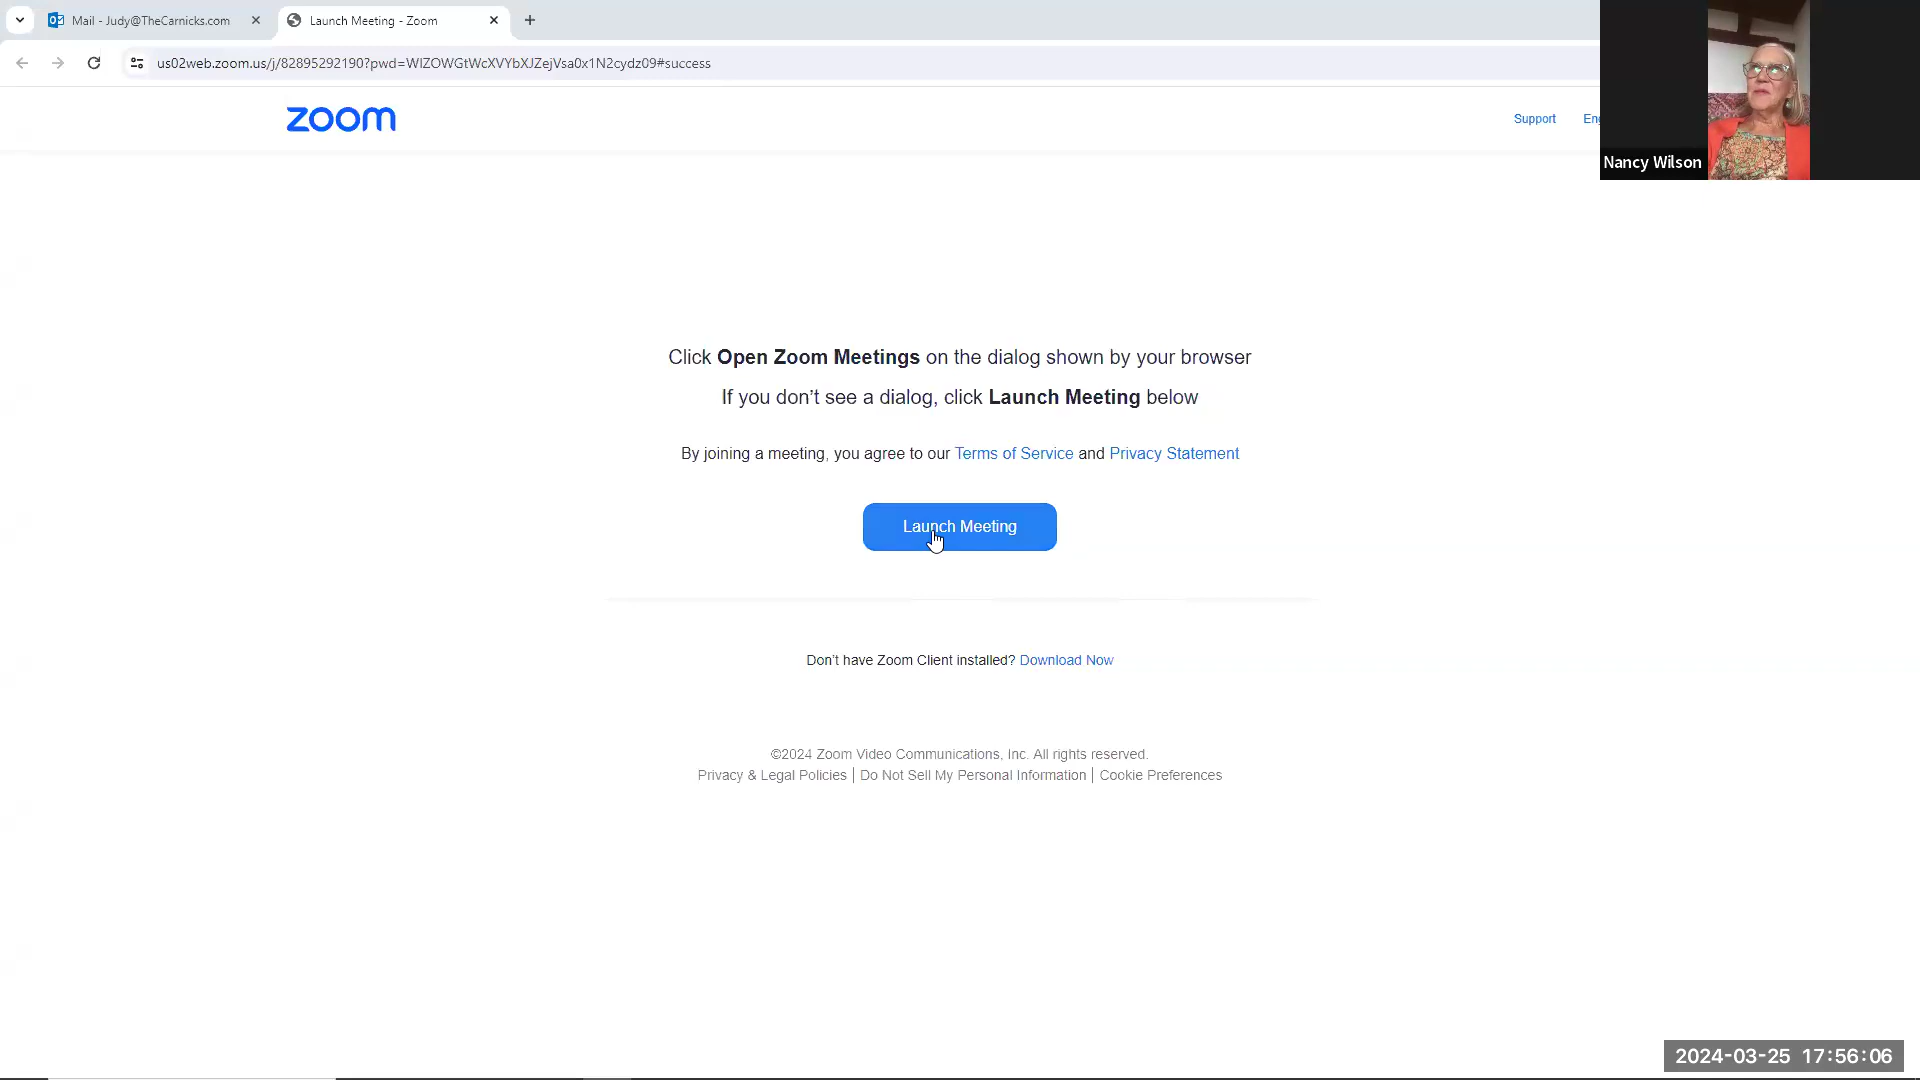 Mail - Judy@TheCarnicks.com
Launch Meeting - Zoom
us02web.zoom.us/j/82895292190?pwd=WlZOWGtWcXVYbXJZejVsa0x1N2cydz09#success
zoom
Support
Eng
Nancy Wilson
Click Open Zoom Meetings on the dialog shown by your browser
If you don’t see a dialog, click Launch Meeting below
By joining a meeting, you agree to our Terms of Service and Privacy Statement
Launch Meeting
Don’t have Zoom Client installed? Download Now
©2024 Zoom Video Communications, Inc. All rights reserved.
Privacy & Legal Policies | Do Not Sell My Personal Information | Cookie Preferences
2024-03-25 17:56:06